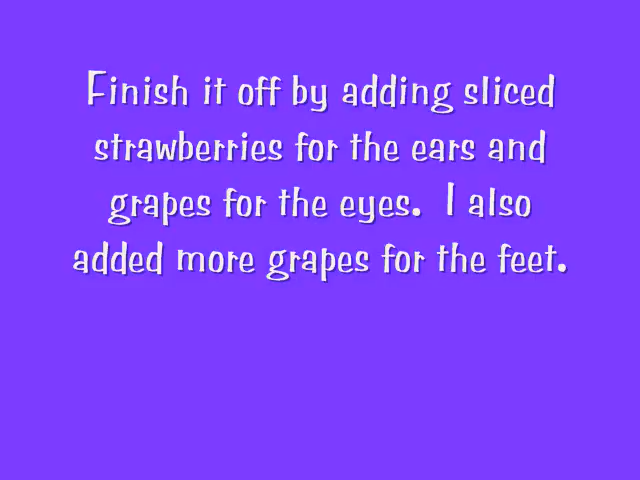 Finish it off by adding sliced
strawberries for the ears and
grapes for the eyes.  I also
added more grapes for the feet.